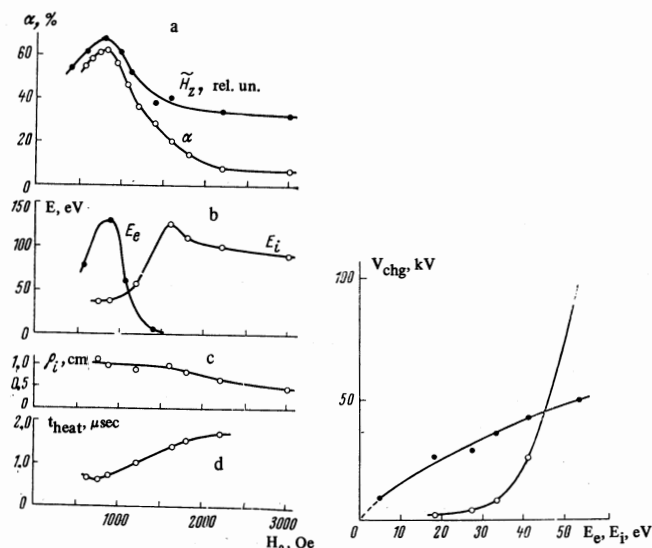 α, %
a
60
40
20
0
H̃z, rel. un.
α
E, eV
150
100
50
0
b
Ee
Ei
ρi, cm
1,0
0,5
0
c
t heat, μsec
2,0
1,0
0
d
1000 2000 3000
H₀, Oe
Vchg, kV
100
50
0 10 20 30 40 50
Ee, Ei, eV